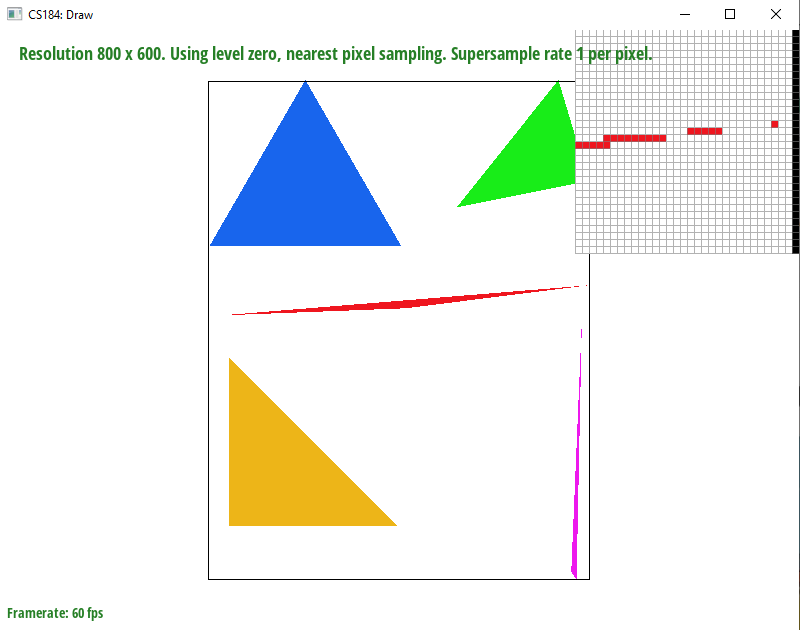 CS184: Draw
Resolution 800 x 600. Using level zero, nearest pixel sampling. Supersample rate 1 per pixel.
Framerate: 60 fps